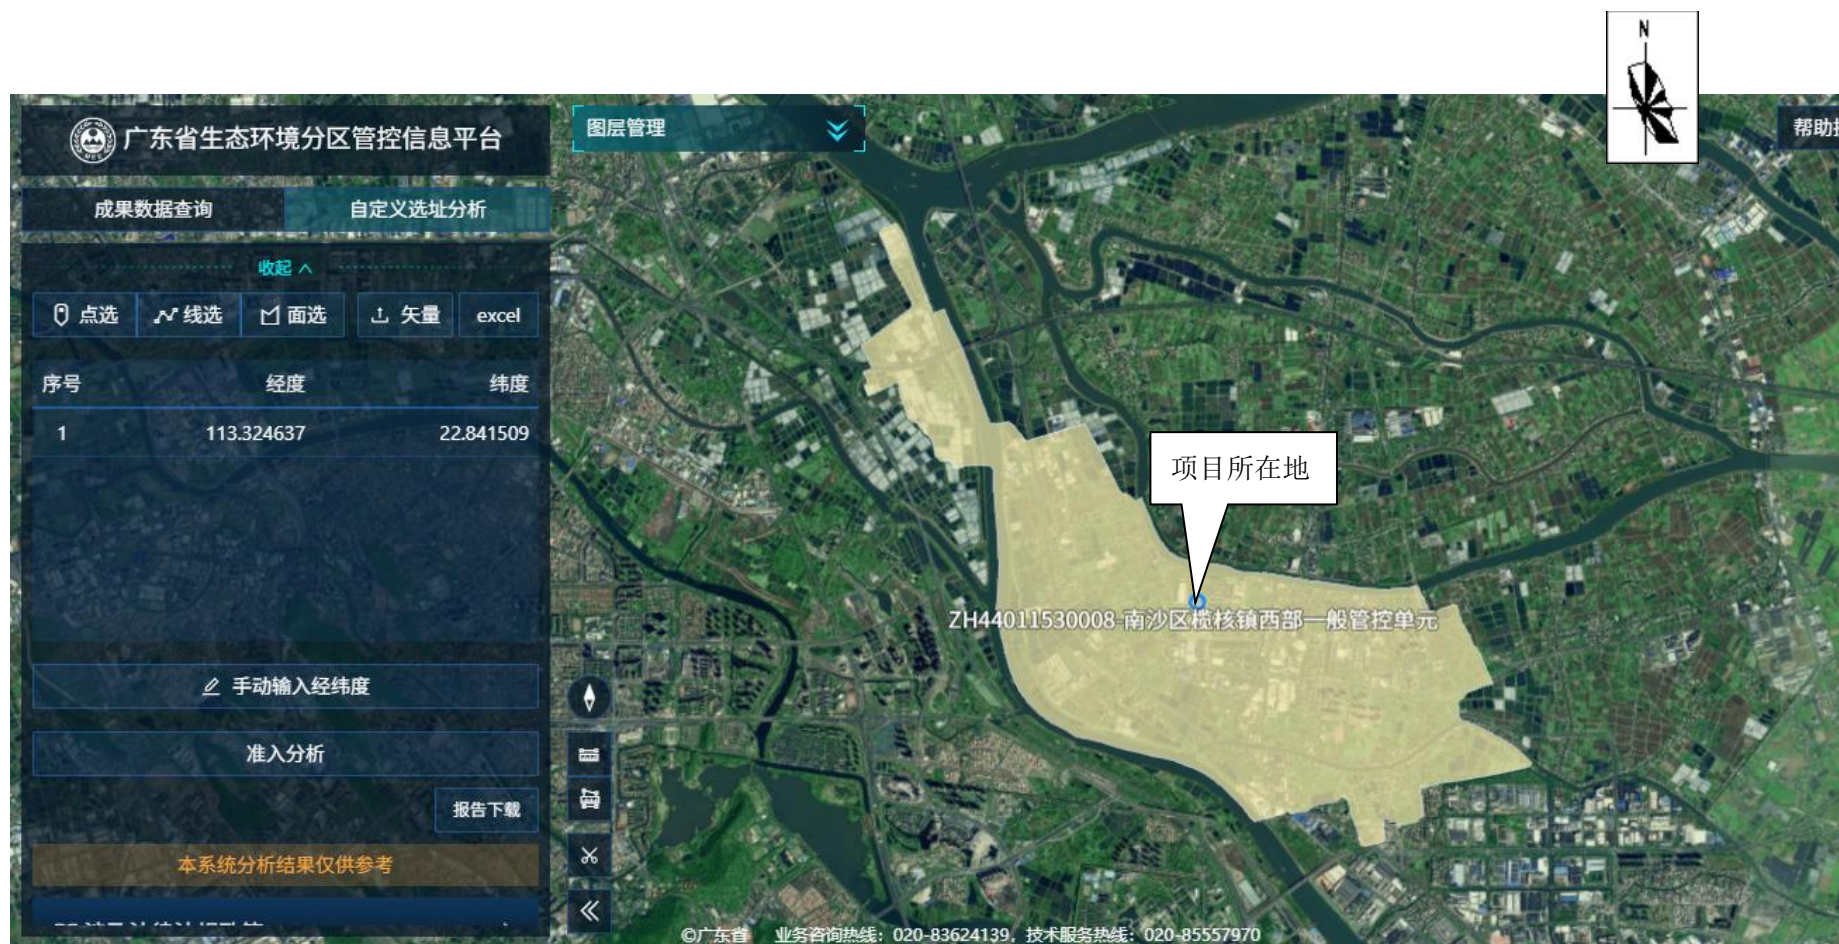 N
广东省生态环境分区管控信息平台
图层管理
成果数据查询
自定义选址分析
收起
点选
线选
面选
矢量
excel
序号 经度 纬度
1 113.324637 22.841509
项目所在地
ZH44011530008 南沙区榄核镇西部一般管控单元
手动输入经纬度
准入分析
报告下载
本系统分析结果仅供参考
©广东省 业务咨询热线：020-83624139，技术服务热线：020-85557970
帮助